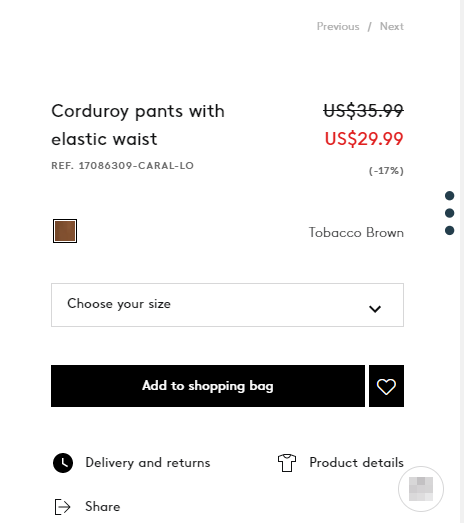 Previous / Next
Corduroy pants with
elastic waist
US$35.99
US$29.99
REF. 17086309-CARAL-LO
(-17%)
Tobacco Brown
Choose your size
Add to shopping bag
Delivery and returns
Product details
Share